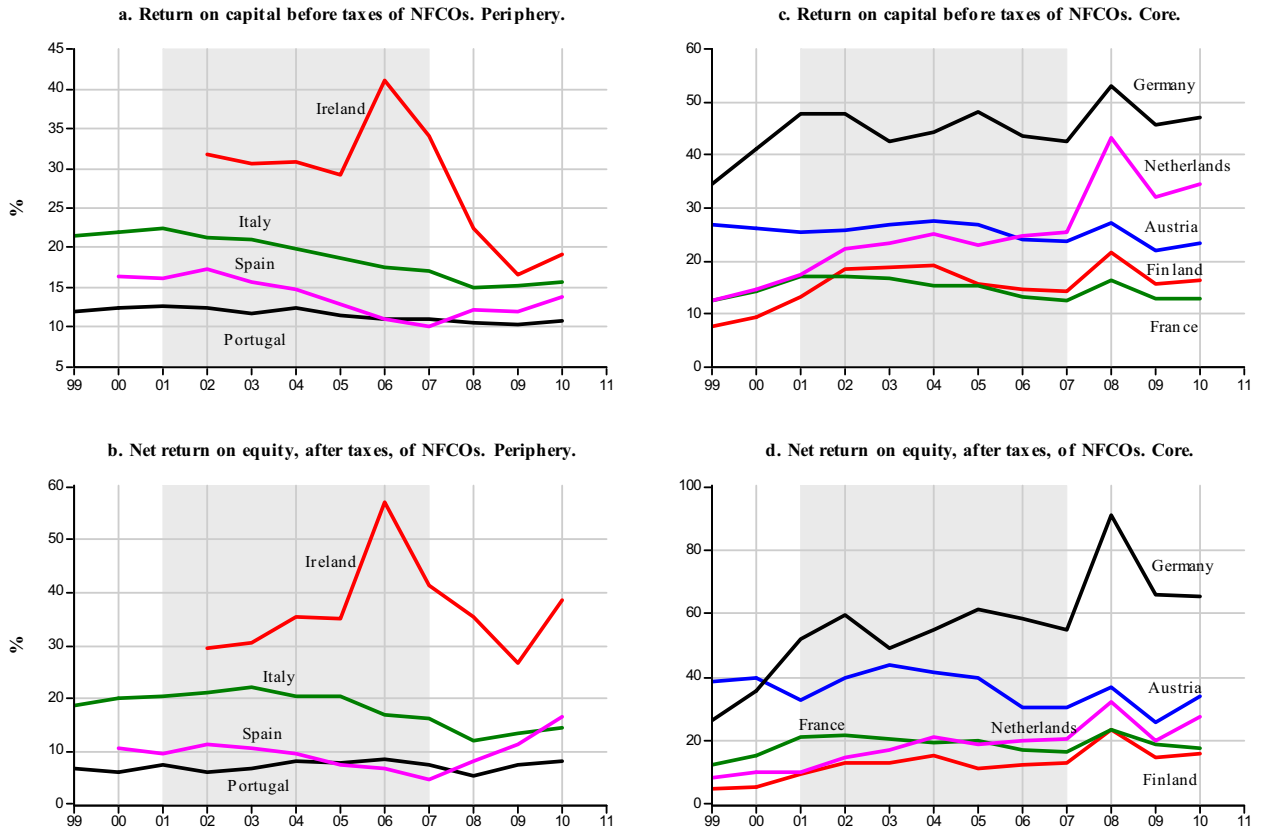 a. Return on capital before taxes of NFCOs. Periphery.
45
40
35
30
25
20
15
10
5
%
Ireland
Italy
Spain
Portugal
99 00 01 02 03 04 05 06 07 08 09 10 11
c. Return on capital before taxes of NFCOs. Core.
60
50
40
30
20
10
0
Germany
Netherlands
Austria
Finland
France
99 00 01 02 03 04 05 06 07 08 09 10 11
b. Net return on equity, after taxes, of NFCOs. Periphery.
60
50
40
30
20
10
0
%
Ireland
Italy
Spain
Portugal
99 00 01 02 03 04 05 06 07 08 09 10 11
d. Net return on equity, after taxes, of NFCOs. Core.
100
80
60
40
20
0
Germany
Austria
France
Netherlands
Finland
99 00 01 02 03 04 05 06 07 08 09 10 11